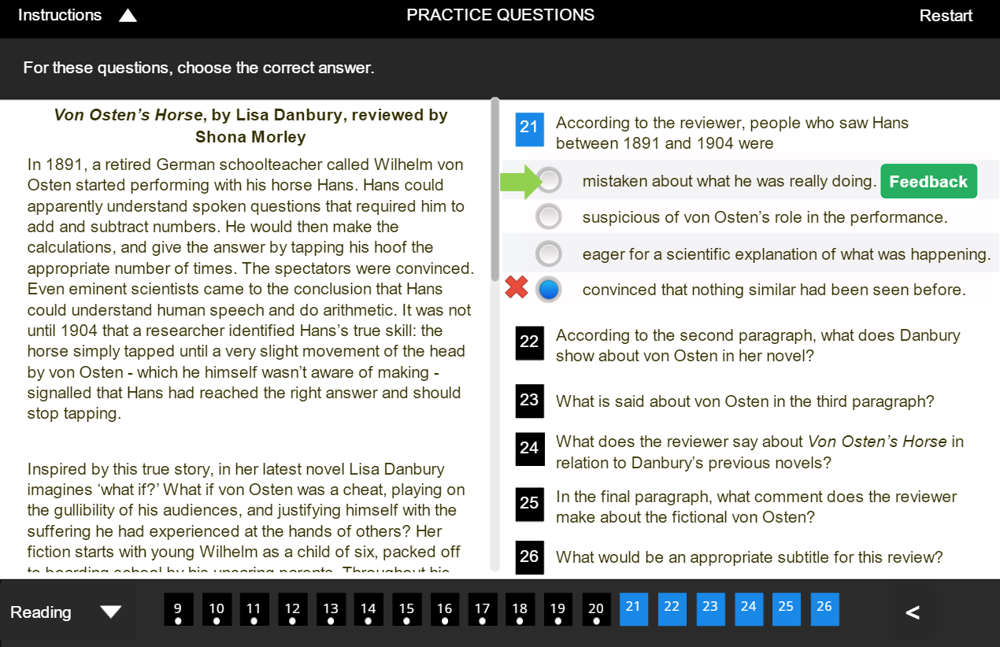 Instructions
PRACTICE QUESTIONS
Restart
For these questions, choose the correct answer.
Von Osten’s Horse, by Lisa Danbury, reviewed by
Shona Morley
In 1891, a retired German schoolteacher called Wilhelm von
Osten started performing with his horse Hans. Hans could
apparently understand spoken questions that required him to
add and subtract numbers. He would then make the
calculations, and give the answer by tapping his hoof the
appropriate number of times. The spectators were convinced.
Even eminent scientists came to the conclusion that Hans
could understand human speech and do arithmetic. It was not
until 1904 that a researcher identified Hans’s true skill: the
horse simply tapped until a very slight movement of the head
by von Osten - which he himself wasn’t aware of making -
signalled that Hans had reached the right answer and should
stop tapping.
Inspired by this true story, in her latest novel Lisa Danbury
imagines ‘what if?’ What if von Osten was a cheat, playing on
the gullibility of his audiences, and justifying himself with the
suffering he had experienced at the hands of others? Her
fiction starts with young Wilhelm as a child of six, packed off
to boarding school by his uncaring parents. Throughout his
21
According to the reviewer, people who saw Hans
between 1891 and 1904 were
mistaken about what he was really doing.
Feedback
suspicious of von Osten’s role in the performance.
eager for a scientific explanation of what was happening.
convinced that nothing similar had been seen before.
22
According to the second paragraph, what does Danbury
show about von Osten in her novel?
23
What is said about von Osten in the third paragraph?
24
What does the reviewer say about Von Osten’s Horse in
relation to Danbury’s previous novels?
25
In the final paragraph, what comment does the reviewer
make about the fictional von Osten?
26
What would be an appropriate subtitle for this review?
Reading
9 10 11 12 13 14 15 16 17 18 19 20 21 22 23 24 25 26
<